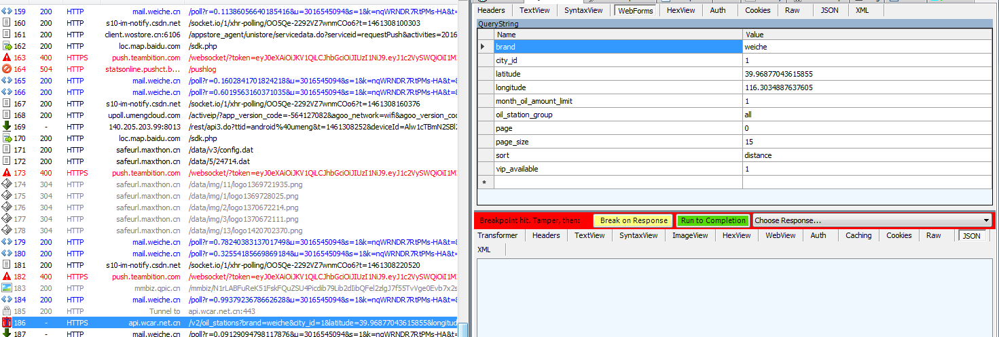 159 200 HTTP mail.weiche.cn /poll?r=0.11386056640185416&u=3016545094&s=1&k=nqWRNDR7RtPMs-HA&t=
160 200 HTTP s10-im-notify.csdn.net /socket.io/1/xhr-polling/OO5Qe-2292VZ7wnmCOo6?t=1461308100303
161 200 HTTP client.wostore.cn:6106 /appstore_agent/unistore/servicedata.do?serviceid=requestPush&activities=2016
162 200 HTTP loc.map.baidu.com /sdk.php
163 400 HTTPS push.teambition.com /websocket/?token=eyJ0eXAiOiJKV1QiLCJhbGciOiJIUzI1NiJ9.eyJ1c2VySWQiOiI1M
164 504 HTTP statsonline.pushct.b... /pushlog
165 200 HTTP mail.weiche.cn /poll?r=0.1602841701824218&u=3016545094&s=1&k=nqWRNDR7RtPMs-HA&t=
166 200 HTTP mail.weiche.cn /poll?r=0.6019563160371035&u=3016545094&s=1&k=nqWRNDR7RtPMs-HA&t=
167 200 HTTP s10-im-notify.csdn.net /socket.io/1/xhr-polling/OO5Qe-2292VZ7wnmCOo6?t=1461308160376
168 200 HTTP upoll.umengcloud.com /activeip/?app_version_code=-564127082&agoo_network=wifi&agoo_version_code
169 - HTTP 140.205.203.99:8013 /rest/api3.do?ttid=android%40umeng&t=1461308252&deviceId=Alw1cTBmN2SBl
170 200 HTTP loc.map.baidu.com /sdk.php
171 200 HTTP safeurl.maxthon.cn /data/v3/config.dat
172 200 HTTP safeurl.maxthon.cn /data/5/24714.dat
173 400 HTTPS push.teambition.com /websocket/?token=eyJ0eXAiOiJKV1QiLCJhbGciOiJIUzI1NiJ9.eyJ1c2VySWQiOiI1M
174 304 HTTP safeurl.maxthon.cn /data/img/11/logo1369721935.png
175 304 HTTP safeurl.maxthon.cn /data/img/1/logo1369728025.png
176 304 HTTP safeurl.maxthon.cn /data/img/2/logo1370672214.png
177 304 HTTP safeurl.maxthon.cn /data/img/3/logo1370672111.png
178 304 HTTP safeurl.maxthon.cn /data/img/13/logo1420702370.png
179 200 HTTP mail.weiche.cn /poll?r=0.7824038313701749&u=3016545094&s=1&k=nqWRNDR7RtPMs-HA&t=
180 200 HTTP mail.weiche.cn /poll?r=0.32554185669869184&u=3016545094&s=1&k=nqWRNDR7RtPMs-HA&t=
181 200 HTTP s10-im-notify.csdn.net /socket.io/1/xhr-polling/OO5Qe-2292VZ7wnmCOo6?t=1461308220520
182 400 HTTPS push.teambition.com /websocket/?token=eyJ0eXAiOiJKV1QiLCJhbGciOiJIUzI1NiJ9.eyJ1c2VySWQiOiI1M
183 200 HTTP mmbiz.qpic.cn /mmbiz/N1rLABFuReK51FskFQuZSU4Picdib79Lib2dIibQFel2zlgJ7f55TvVge0Evb7x2s
184 200 HTTP mail.weiche.cn /poll?r=0.9937923678662628&u=3016545094&s=1&k=nqWRNDR7RtPMs-HA&t=
185 200 HTTP Tunnel to api.wcar.net.cn:443
186 - HTTPS api.wcar.net.cn /v2/oil_stations?brand=weiche&city_id=1&latitude=39.96877043615855&longitud
187 - HTTP mail.weiche.cn /poll?r=0.09129094798117876&u=3016545094&s=1&k=nqWRNDR7RtPMs-HA&t=
Headers TextView SyntaxView WebForms HexView Auth Cookies Raw JSON XML
QueryString
Name Value
brand weiche
city_id 1
latitude 39.96877043615855
longitude 116.3034887637605
month_oil_amount_limit 1
oil_station_group all
page 0
page_size 15
sort distance
vip_available 1
*
Breakpoint hit. Tamper, then: Break on Response Run to Completion Choose Response...
Transformer Headers TextView SyntaxView ImageView HexView WebView Auth Caching Cookies Raw JSON
XML